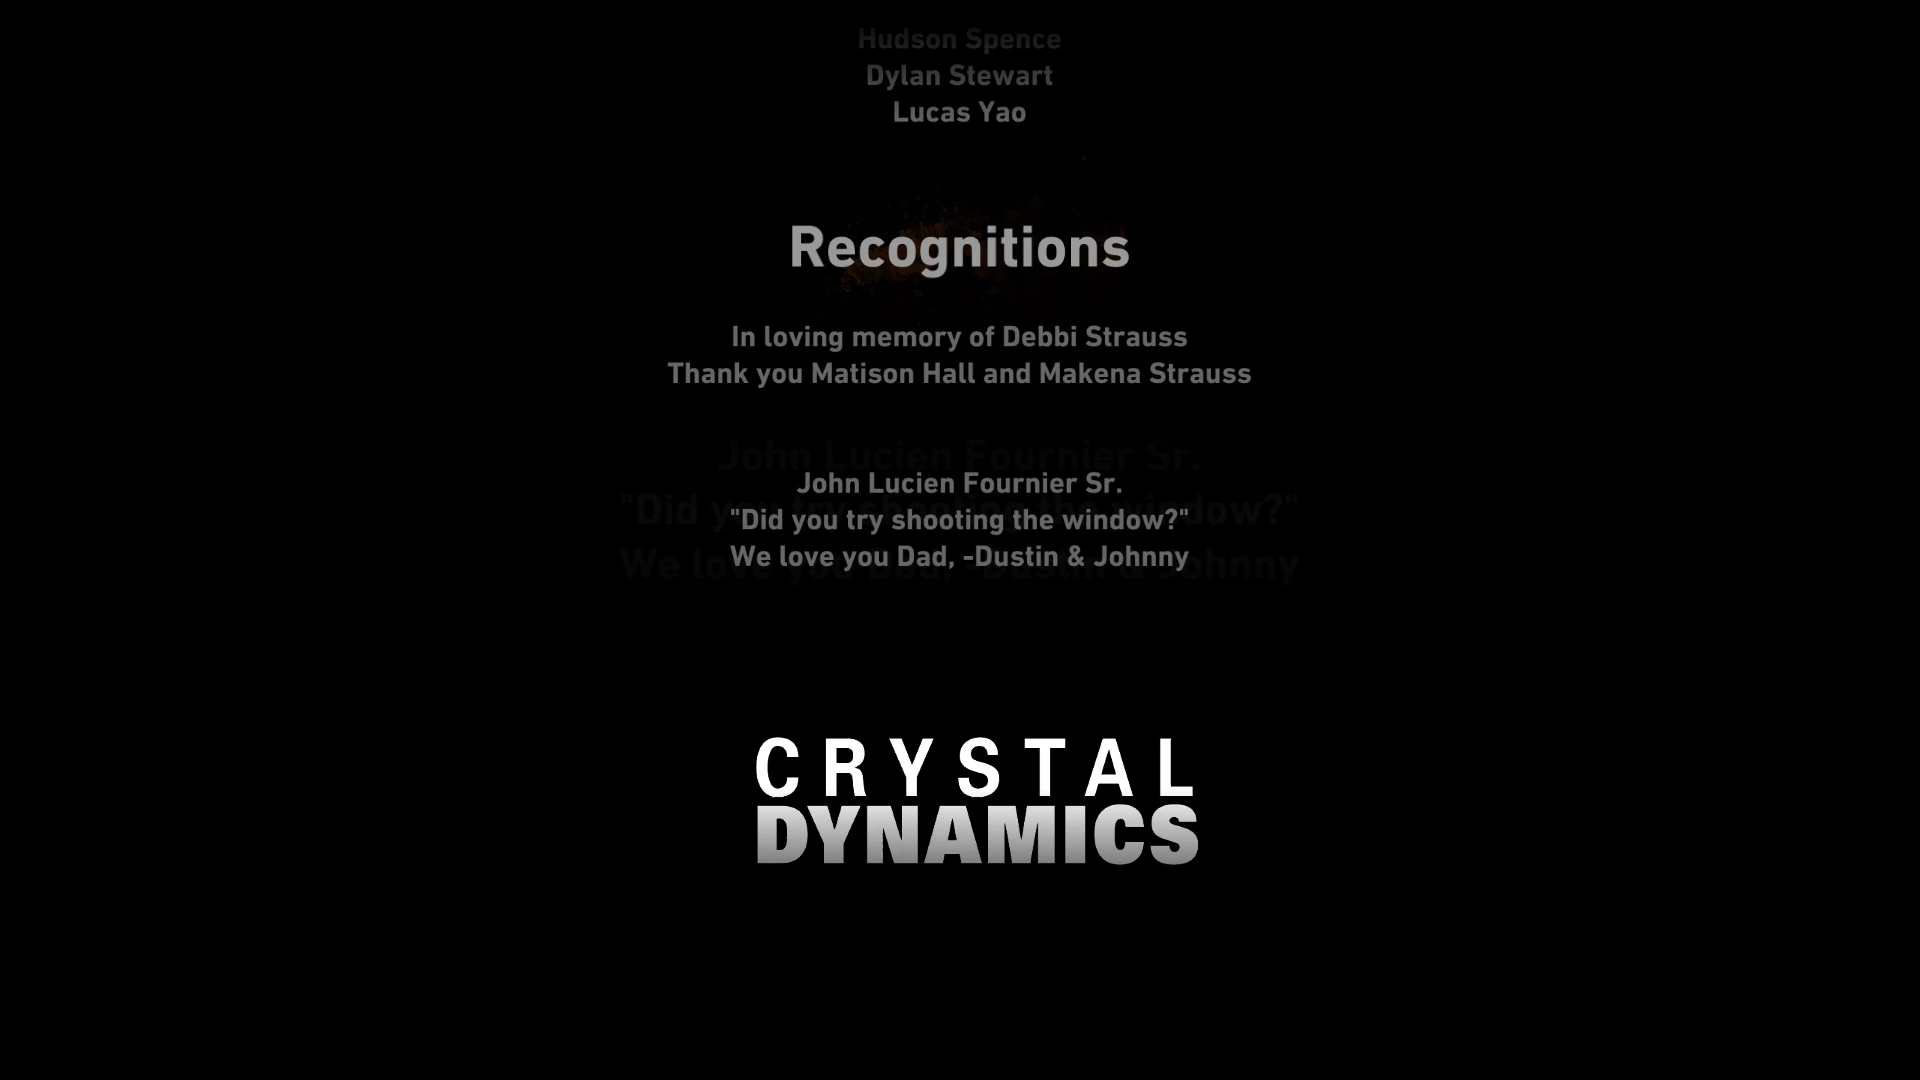 Hudson Spence
Dylan Stewart
Lucas Yao
Recognitions
In loving memory of Debbi Strauss
Thank you Matison Hall and Makena Strauss
John Lucien Fournier Sr.
"Did you try shooting the window?"
We love you Dad, -Dustin & Johnny
CRYSTAL
DYNAMICS
SQUARE ENIX